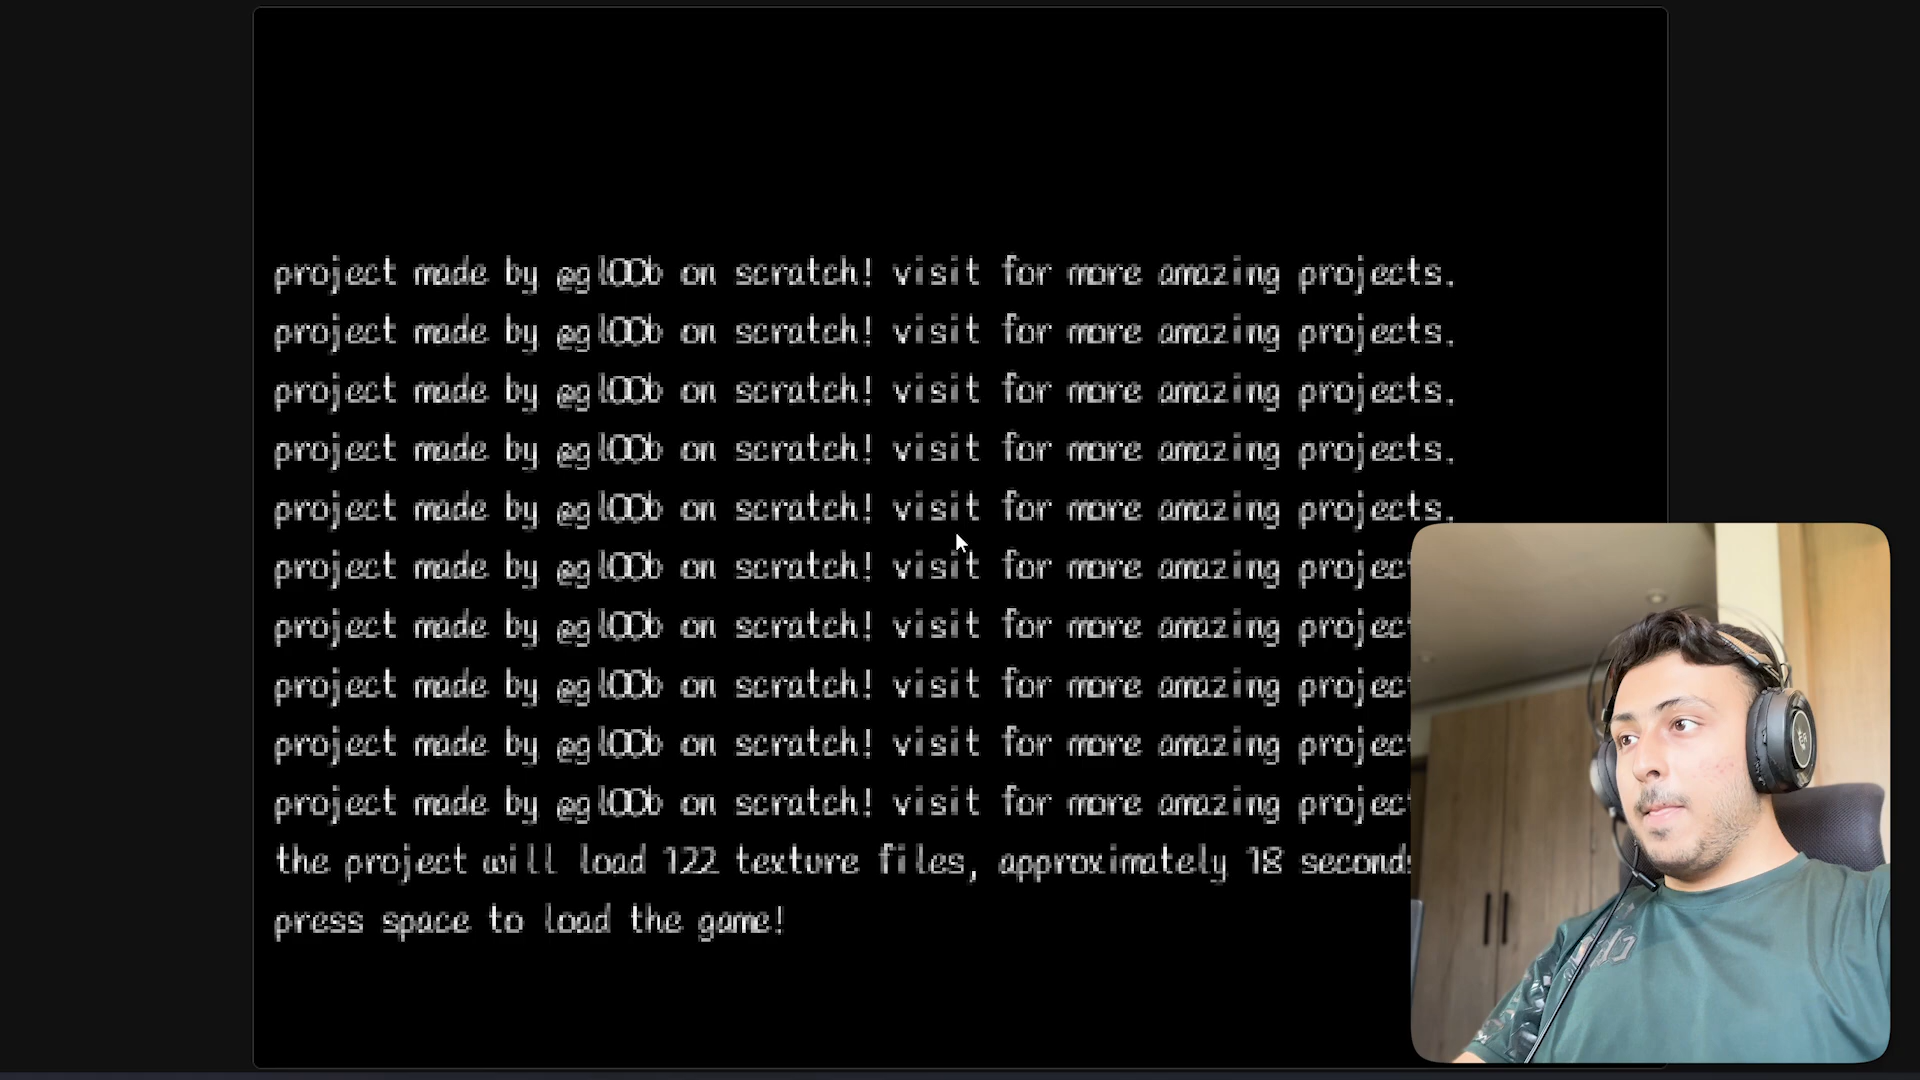 project made by @gl00b on scratch! visit for more amazing projects.
project made by @gl00b on scratch! visit for more amazing projects.
project made by @gl00b on scratch! visit for more amazing projects.
project made by @gl00b on scratch! visit for more amazing projects.
project made by @gl00b on scratch! visit for more amazing projects.
project made by @gl00b on scratch! visit for more amazing project
project made by @gl00b on scratch! visit for more amazing project
project made by @gl00b on scratch! visit for more amazing project
project made by @gl00b on scratch! visit for more amazing project
project made by @gl00b on scratch! visit for more amazing project
the project will load 122 texture files, approximately 18 seconds
press space to load the game!